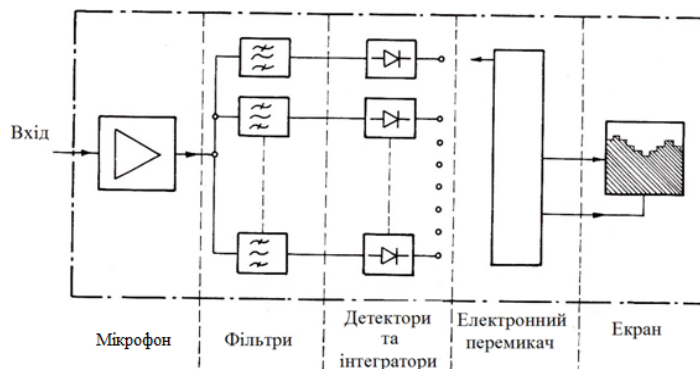 Вхід
Мікрофон
Фільтри
Детектори
та
інтегратори
Електронний
перемикач
Екран